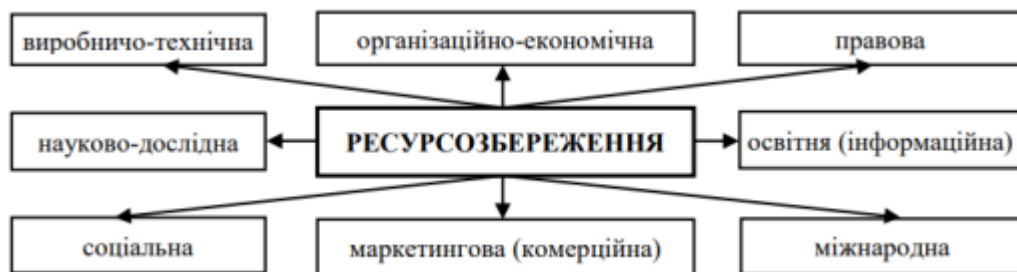 виробничо-технічна
організаційно-економічна
правова
науково-дослідна
РЕСУРСОЗБЕРЕЖЕННЯ
освітня (інформаційна)
соціальна
маркетингова (комерційна)
міжнародна